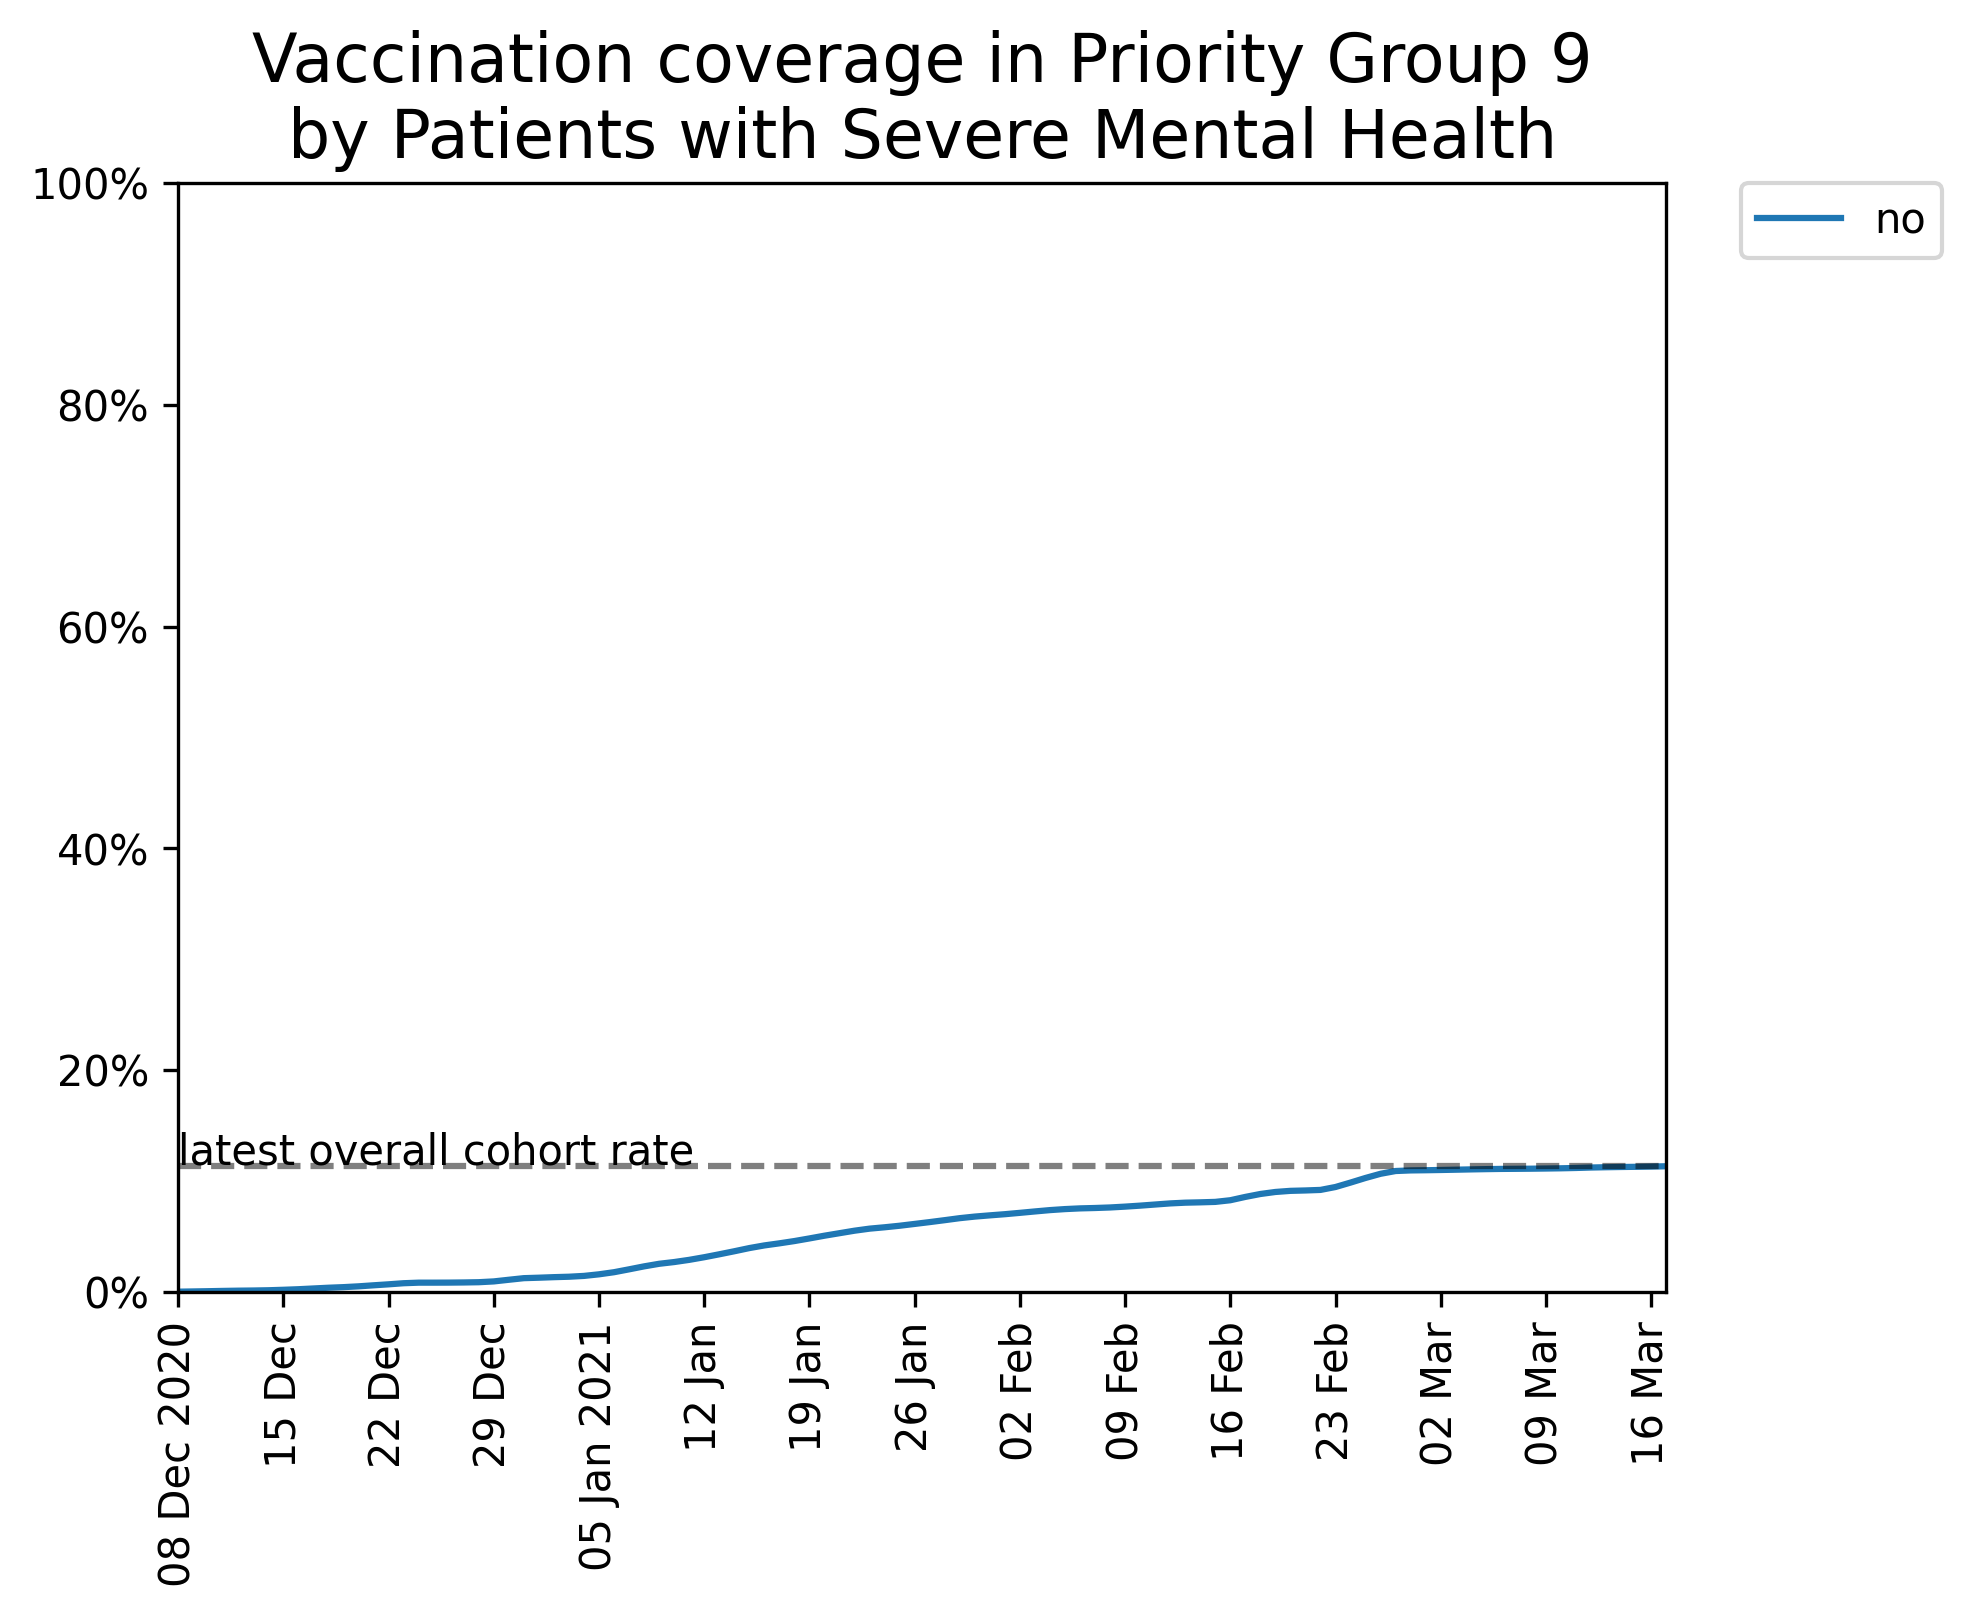 Vaccination coverage in Priority Group 9
by Patients with Severe Mental Health
100%
80%
60%
40%
20%
0%
latest overall cohort rate
no
08 Dec 2020
15 Dec
22 Dec
29 Dec
05 Jan 2021
12 Jan
19 Jan
26 Jan
02 Feb
09 Feb
16 Feb
23 Feb
02 Mar
09 Mar
16 Mar